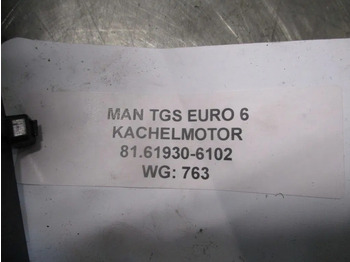 MAN TGS EURO 6
KACHELMOTOR
81.61930-6102
WG: 763